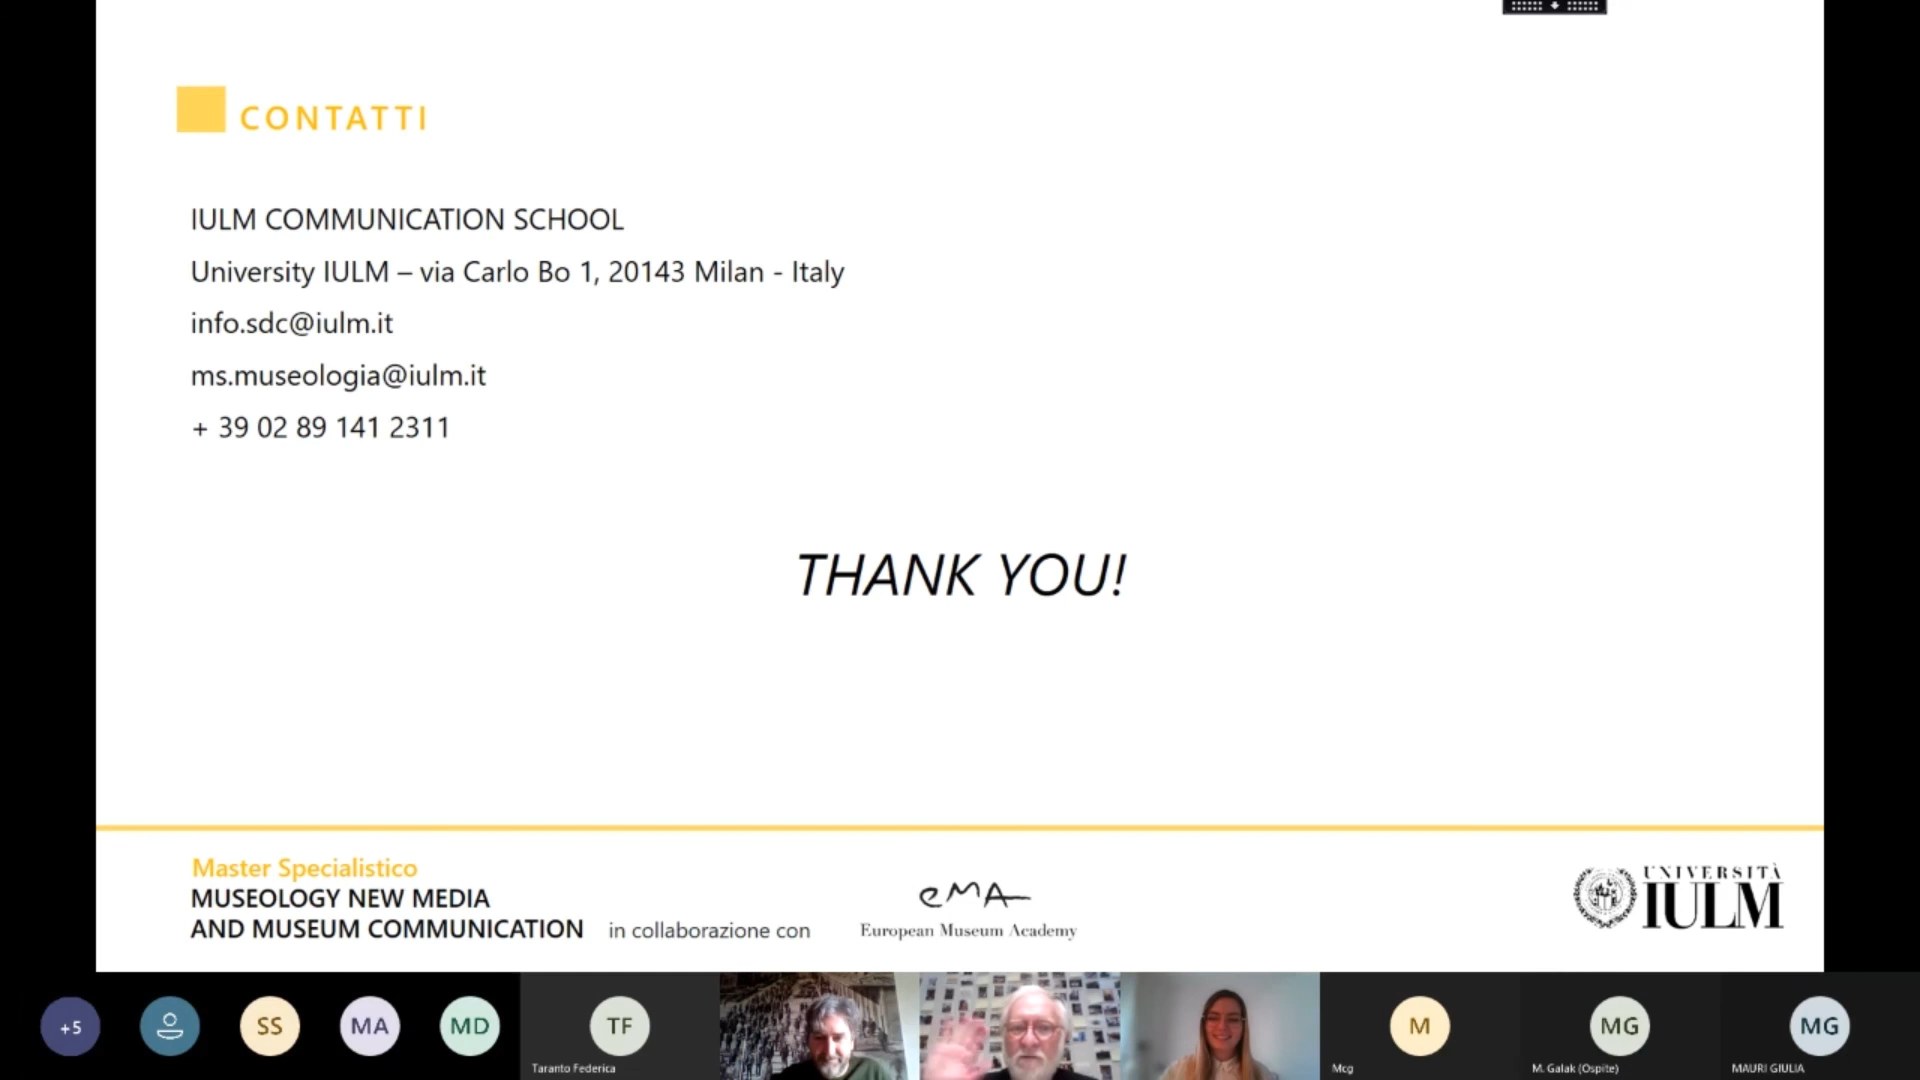 CONTATTI
IULM COMMUNICATION SCHOOL
University IULM – via Carlo Bo 1, 20143 Milan - Italy
info.sdc@iulm.it
ms.museologia@iulm.it
+ 39 02 89 141 2311
THANK YOU!
Master Specialistico
MUSEOLOGY NEW MEDIA
AND MUSEUM COMMUNICATION
in collaborazione con
eMA
European Museum Academy
UNIVERSITÀ
IULM
+5
SS
MA
MD
TF
Taranto Federica
M
Mcg
MG
M. Galak (Ospite)
MG
MAURI GIULIA